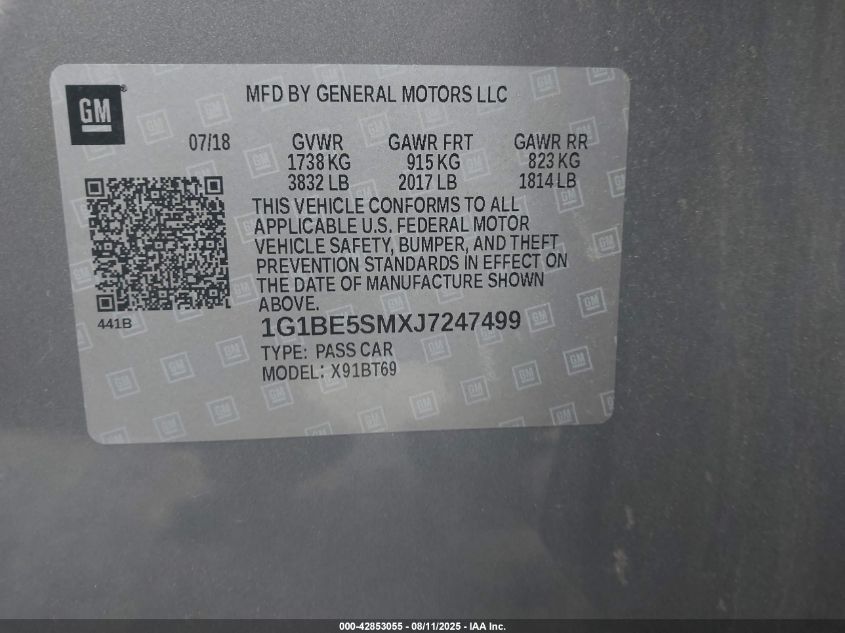 GM
MFD BY GENERAL MOTORS LLC
07/18 GVWR GAWR FRT GAWR RR
1738 KG 915 KG 823 KG
3832 LB 2017 LB 1814 LB
THIS VEHICLE CONFORMS TO ALL
APPLICABLE U.S. FEDERAL MOTOR
VEHICLE SAFETY, BUMPER, AND THEFT
PREVENTION STANDARDS IN EFFECT ON
THE DATE OF MANUFACTURE SHOWN
ABOVE.
441B
1G1BE5SMXJ7247499
TYPE: PASS CAR
MODEL: X91BT69
000-42853055 - 08/11/2025 - IAA Inc.